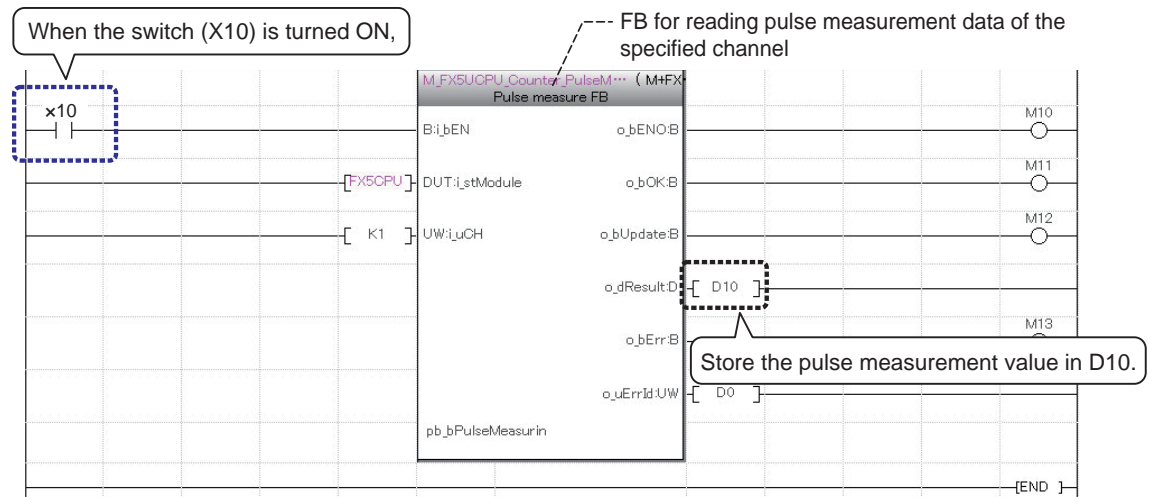 When the switch (X10) is turned ON,
FB for reading pulse measurement data of the
specified channel
M_FX5UCPU_Counter_PulseM··· ( M+FX
Pulse measure FB
×10
B:i_bEN
o_bENO:B
M10
[FX5CPU]
DUT:i_stModule
o_bOK:B
M11
[ K1 ]
UW:i_uCH
o_bUpdate:B
M12
o_dResult:D
[ D10 ]
o_bErr:B
M13
Store the pulse measurement value in D10.
o_uErrId:UW
[ D0 ]
pb_bPulseMeasurin
[END ]